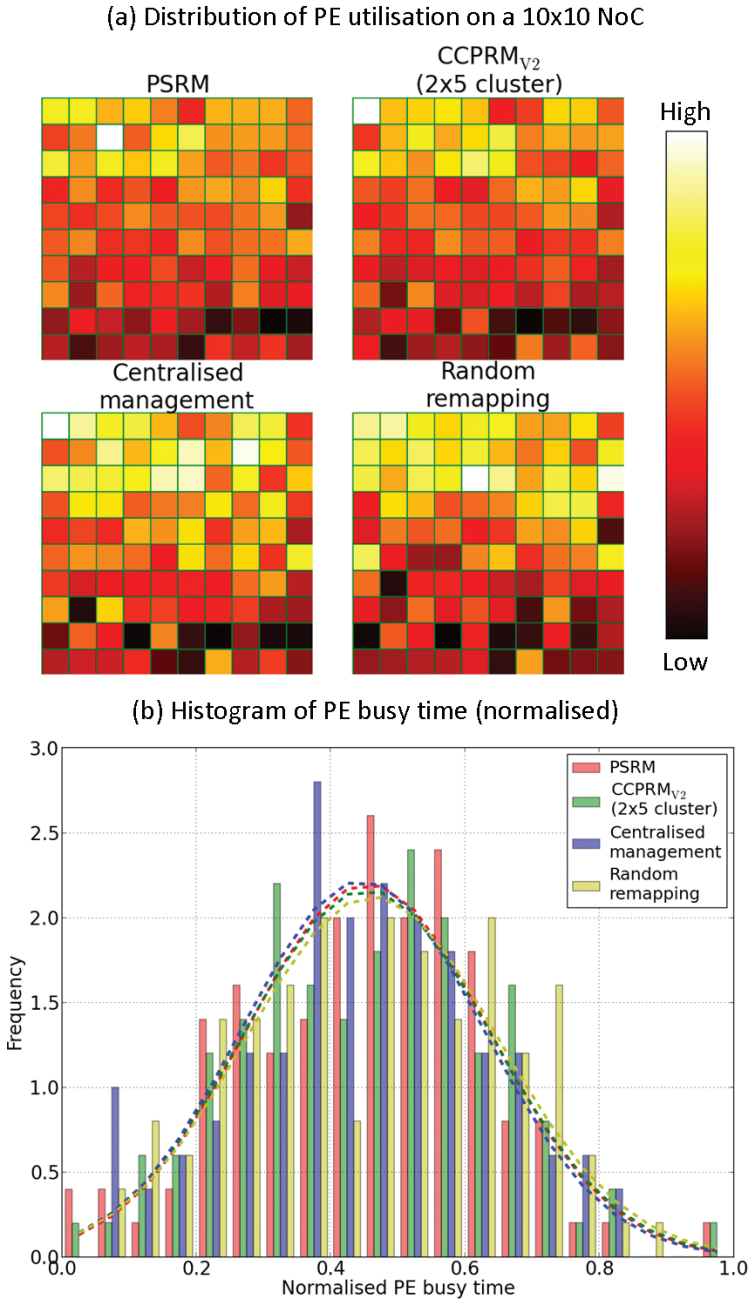 (a) Distribution of PE utilisation on a 10x10 NoC
PSRM
CCPRMV2
(2x5 cluster)
High
Low
Centralised
management
Random
remapping
(b) Histogram of PE busy time (normalised)
3.0
2.5
2.0
1.5
1.0
0.5
0.0
Frequency
PSRM
CCPRMV2
(2x5 cluster)
Centralised
management
Random
remapping
0.0
0.2
0.4
0.6
0.8
1.0
Normalised PE busy time